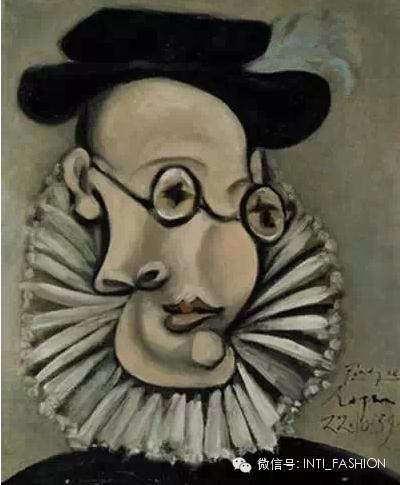 Royan
22.10.39.
微信号: INTI_FASHION